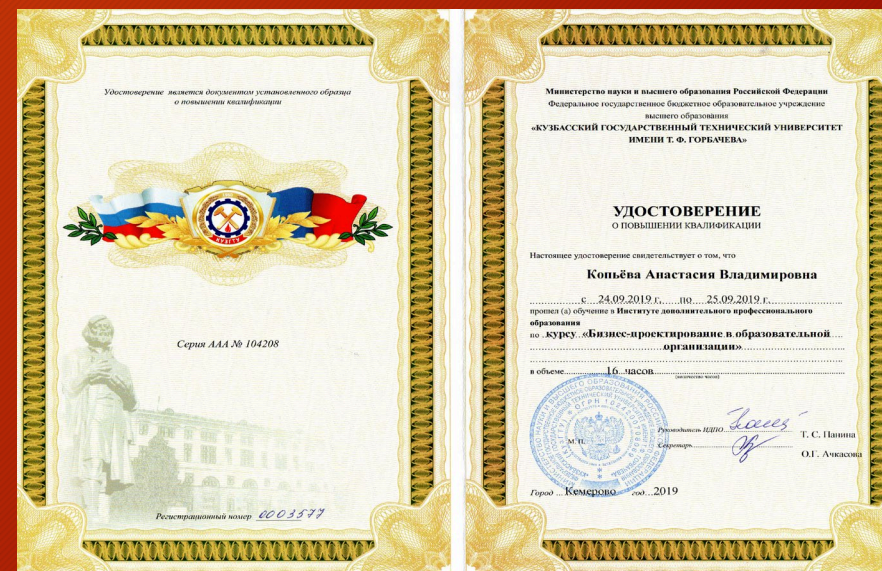 Удостоверение является документом установленного образца
о повышении квалификации
КУЗГТУ
Серия ААА № 104208
Регистрационный номер 0003577
Министерство науки и высшего образования Российской Федерации
Федеральное государственное бюджетное образовательное учреждение
высшего образования
«КУЗБАССКИЙ ГОСУДАРСТВЕННЫЙ ТЕХНИЧЕСКИЙ УНИВЕРСИТЕТ
ИМЕНИ Т. Ф. ГОРБАЧЕВА»
УДОСТОВЕРЕНИЕ
О ПОВЫШЕНИИ КВАЛИФИКАЦИИ
Настоящее удостоверение свидетельствует о том, что
Копьёва Анастасия Владимировна
с 24.09.2019 г. по 25.09.2019 г.
прошел (а) обучение в Институте дополнительного профессионального
образования
по курсу «Бизнес-проектирование в образовательной
организации»
в объеме 16 часов
(количество часов)
М. П.
Руководитель ИДПО
Т. С. Панина
Секретарь
О.Г. Ачкасова
Город Кемерово год 2019